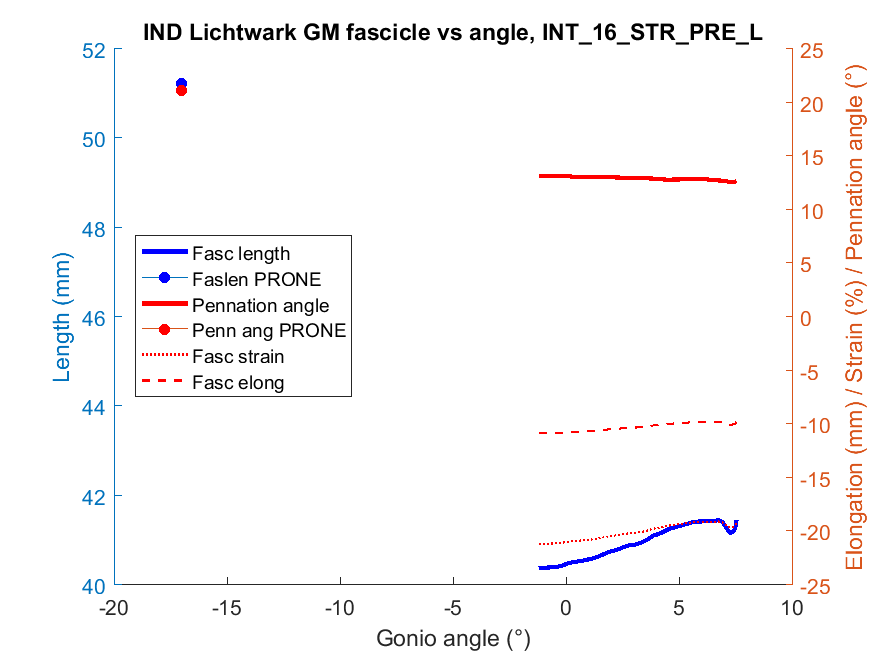 IND Lichtwark GM fascicle vs angle, INT_16_STR_PRE_L
52
50
48
46
44
42
40
Length (mm)
25
20
15
10
5
0
-5
-10
-15
-20
-25
Elongation (mm) / Strain (%) / Pennation angle (°)
Fasc length
Faslen PRONE
Pennation angle
Penn ang PRONE
Fasc strain
Fasc elong
-20 -15 -10 -5 0 5 10
Gonio angle (°)